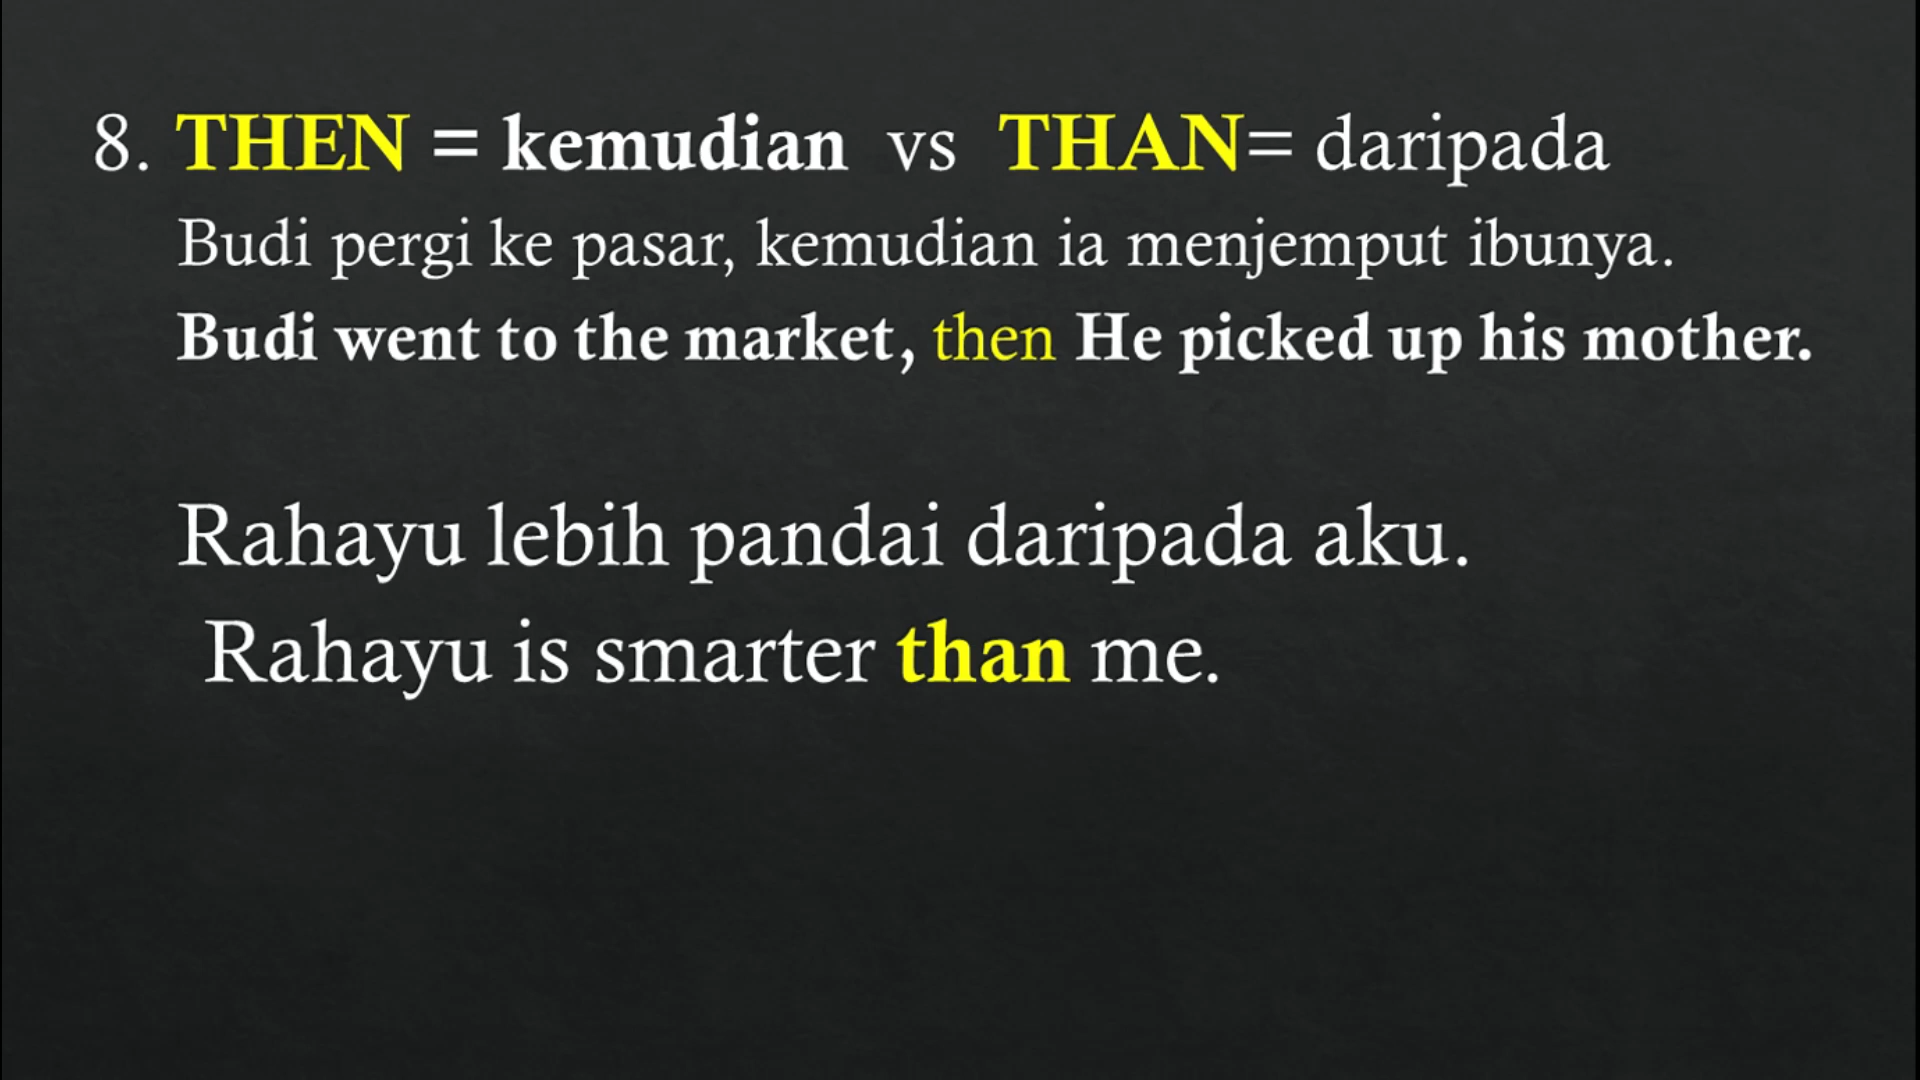 8. THEN = kemudian vs THAN= daripada
Budi pergi ke pasar, kemudian ia menjemput ibunya.
Budi went to the market, then He picked up his mother.
Rahayu lebih pandai daripada aku.
Rahayu is smarter than me.